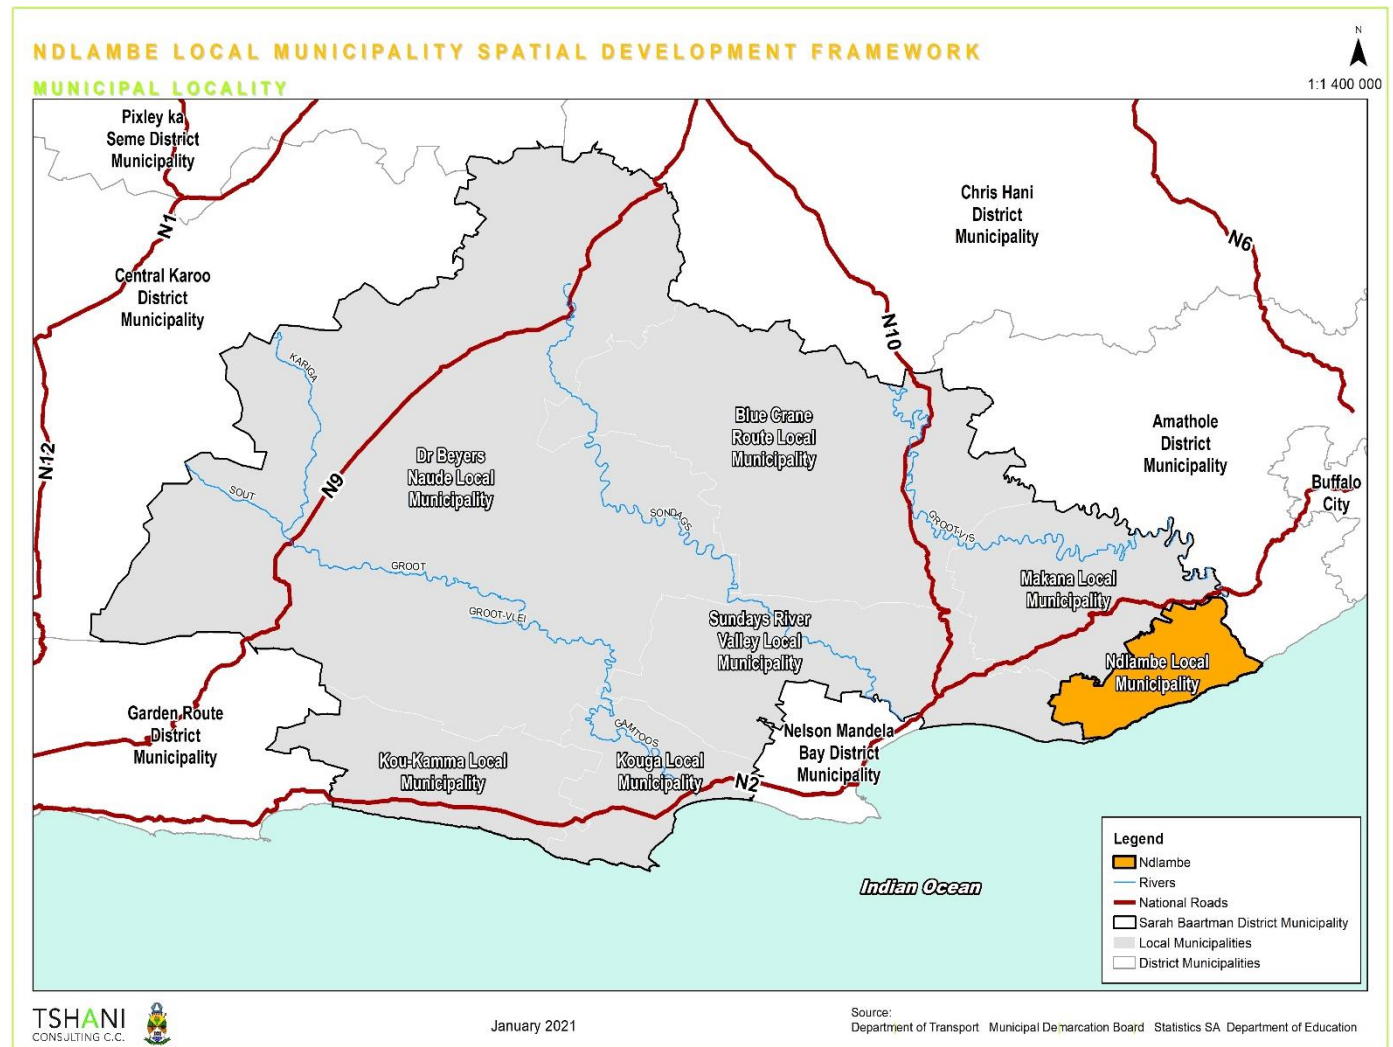 NDLAMBE LOCAL MUNICIPALITY SPATIAL DEVELOPMENT FRAMEWORK
MUNICIPAL LOCALITY
N
1:1 400 000
Pixley ka
Seme District
Municipality
N1
Central Karoo
District
Municipality
Chris Hani
District
Municipality
N6
N10
KARIGA
N12
N9
Dr Beyers
Naude Local
Municipality
Blue Crane
Route Local
Municipality
Amathole
District
Municipality
Buffalo
City
SOUT
SONDAGS
GROOT-VIS
GROOT
GROOT-VLEI
Makana Local
Municipality
Sundays River
Valley Local
Municipality
Ndlambe Local
Municipality
Garden Route
District
Municipality
GAMTOOS
Nelson Mandela
Bay District
Municipality
Kou-Kamma Local
Municipality
Kouga Local
Municipality
N2
Indian Ocean
Legend
Ndlambe
Rivers
National Roads
Sarah Baartman District Municipality
Local Municipalities
District Municipalities
TSHANI
CONSULTING C.C.
January 2021
Source:
Department of Transport Municipal Demarcation Board Statistics SA Department of Education